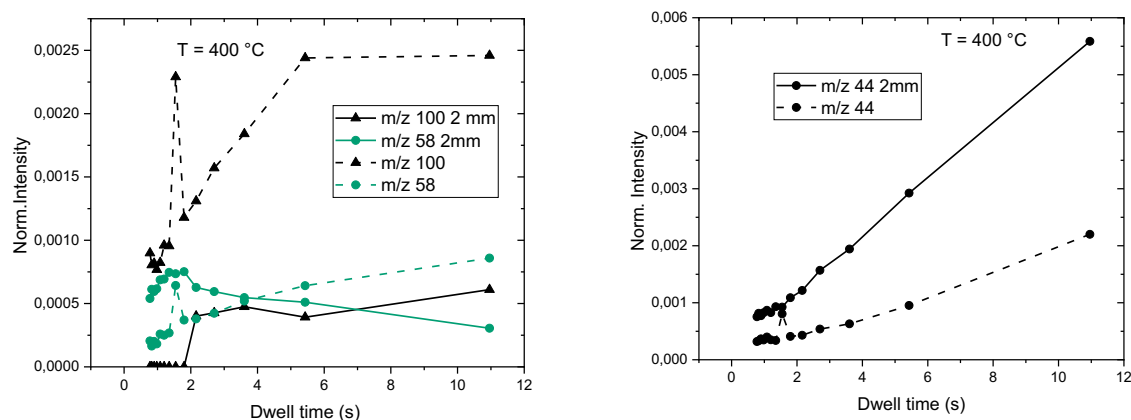 T = 400 °C
0,0025
0,0020
0,0015
0,0010
0,0005
0,0000
Norm.Intensity
m/z 100 2 mm
m/z 58 2mm
m/z 100
m/z 58
0 2 4 6 8 10 12
Dwell time (s)
T = 400 °C
0,006
0,005
0,004
0,003
0,002
0,001
0,000
Norm. Intensity
m/z 44 2mm
m/z 44
0 2 4 6 8 10 12
Dwell time (s)